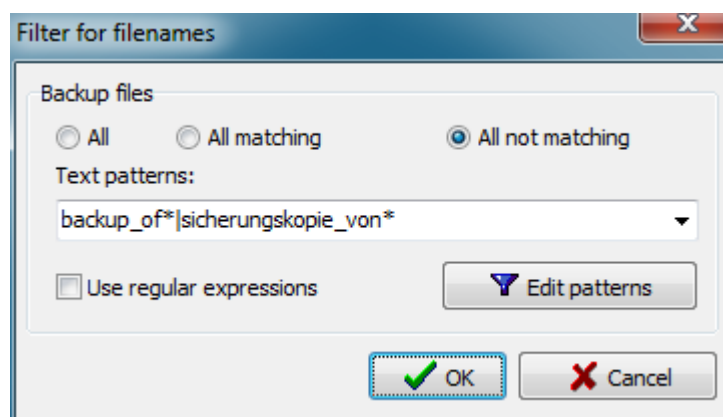 Filter for filenames
Backup files
All All matching All not matching
Text patterns:
backup_of*|sicherungskopie_von*
Use regular expressions Edit patterns
OK Cancel